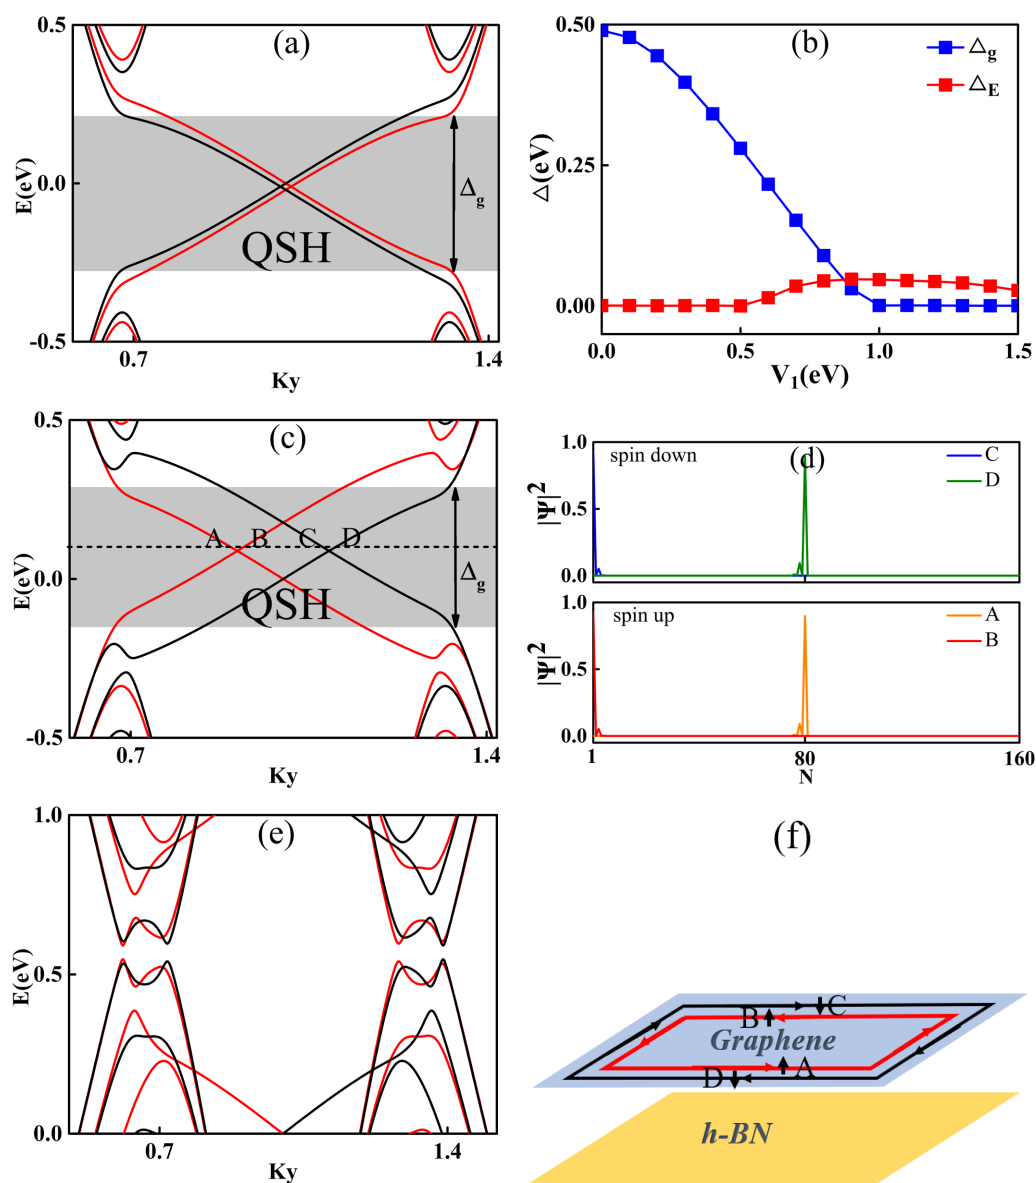 (a)
0.5
0.0
-0.5
E(eV)
Δg
QSH
0.7
1.4
Ky
(b)
0.50
0.25
0.00
Δ(eV)
Δg
ΔE
0.0
0.5
1.0
1.5
V1(eV)
(c)
0.5
0.0
-0.5
E(eV)
A B C D
Δg
QSH
0.7
1.4
Ky
(d)
1.0
0.5
0.0
|Ψ|2
spin down
C
D
1.0
0.5
0.0
|Ψ|2
spin up
A
B
1
80
160
N
(e)
1.0
0.5
0.0
E(eV)
0.7
1.4
Ky
(f)
B
C
Graphene
D
A
h-BN